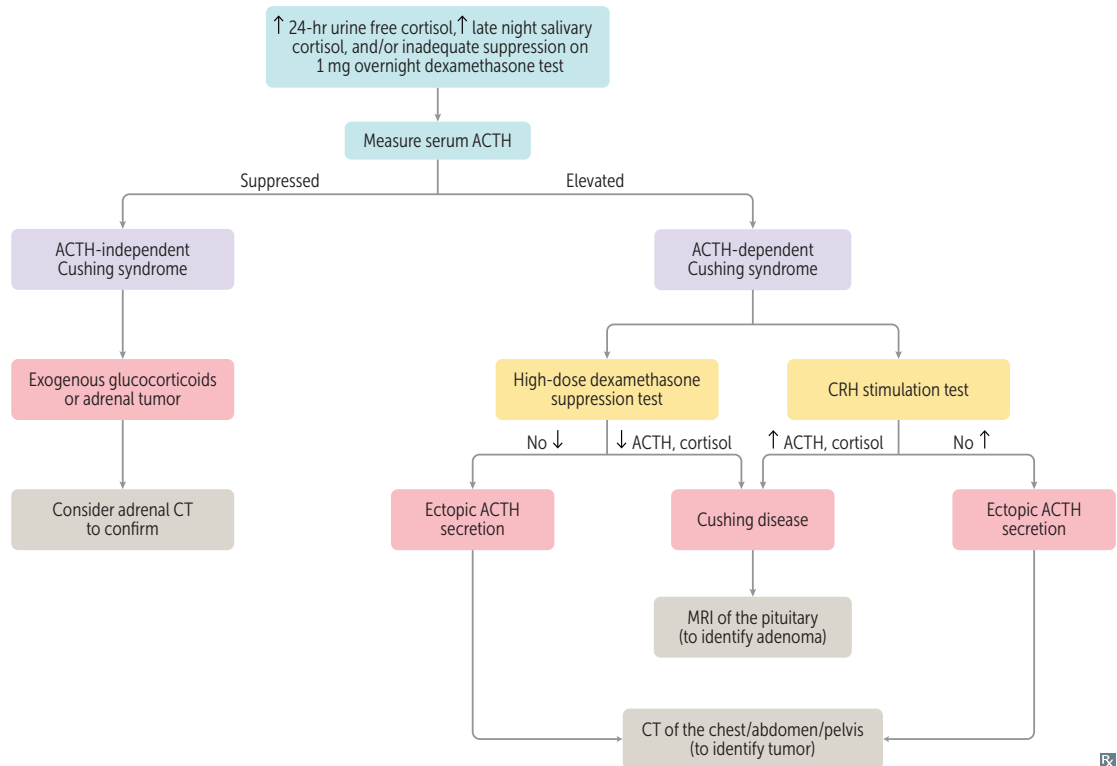 ↑ 24-hr urine free cortisol, ↑ late night salivary
cortisol, and/or inadequate suppression on
1 mg overnight dexamethasone test
Measure serum ACTH
Suppressed
Elevated
ACTH-independent
Cushing syndrome
ACTH-dependent
Cushing syndrome
Exogenous glucocorticoids
or adrenal tumor
High-dose dexamethasone
suppression test
CRH stimulation test
No ↓
↓ ACTH, cortisol
↑ ACTH, cortisol
No ↑
Consider adrenal CT
to confirm
Ectopic ACTH
secretion
Cushing disease
Ectopic ACTH
secretion
MRI of the pituitary
(to identify adenoma)
CT of the chest/abdomen/pelvis
(to identify tumor)
Rx